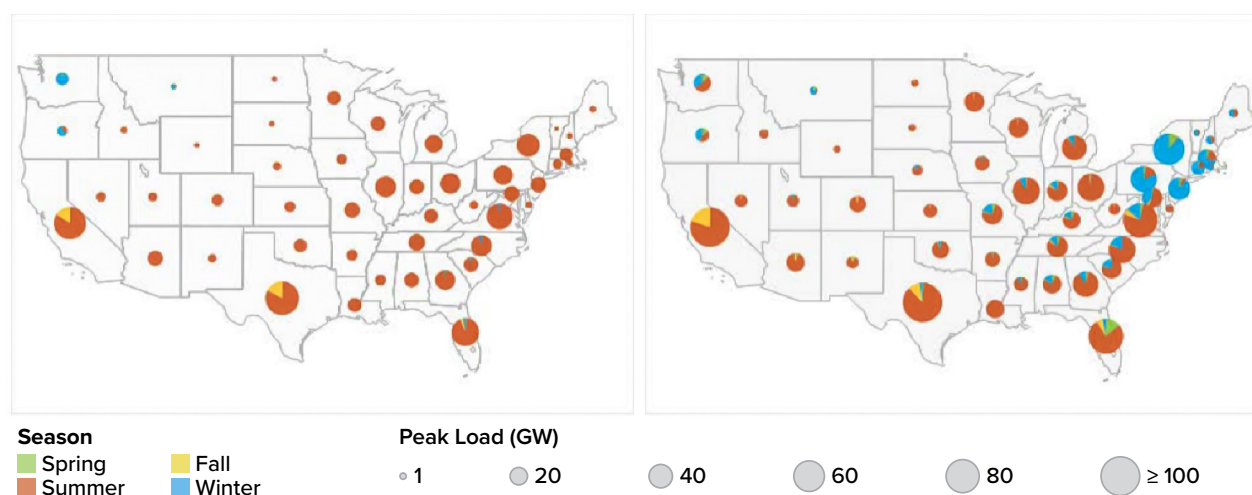 Season
Spring
Fall
Summer
Winter
Peak Load (GW)
1
20
40
60
80
≥ 100